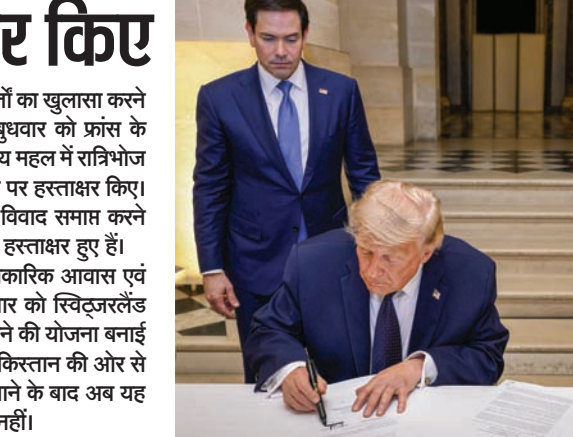 र किए
र्तों का खुलासा करने
बुधवार को फ्रांस के
य महल में रात्रिभोज
पर हस्ताक्षर किए।
विवाद समाप्त करने
हस्ताक्षर हुए हैं।
कारिक आवास एवं
ार को स्विट्जरलैंड
ने की योजना बनाई
किस्तान की ओर से
ाने के बाद अब यह
नहीं।